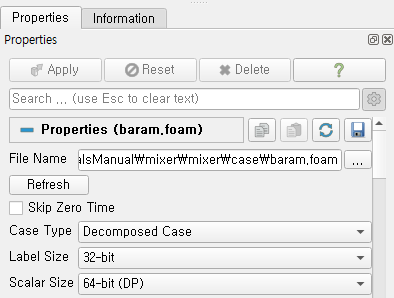 Properties Information
Properties
Apply Reset Delete ?
Search ... (use Esc to clear text)
Properties (baram.foam)
File Name alsManual₩mixer₩mixer₩case₩baram.foam ...
Refresh
Skip Zero Time
Case Type Decomposed Case
Label Size 32-bit
Scalar Size 64-bit (DP)